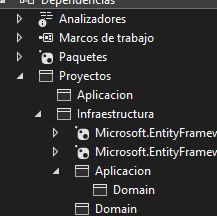 Dependencias
Analizadores
Marcos de trabajo
Paquetes
Proyectos
Aplicacion
Infraestructura
Microsoft.EntityFramew
Microsoft.EntityFramew
Aplicacion
Domain
Domain